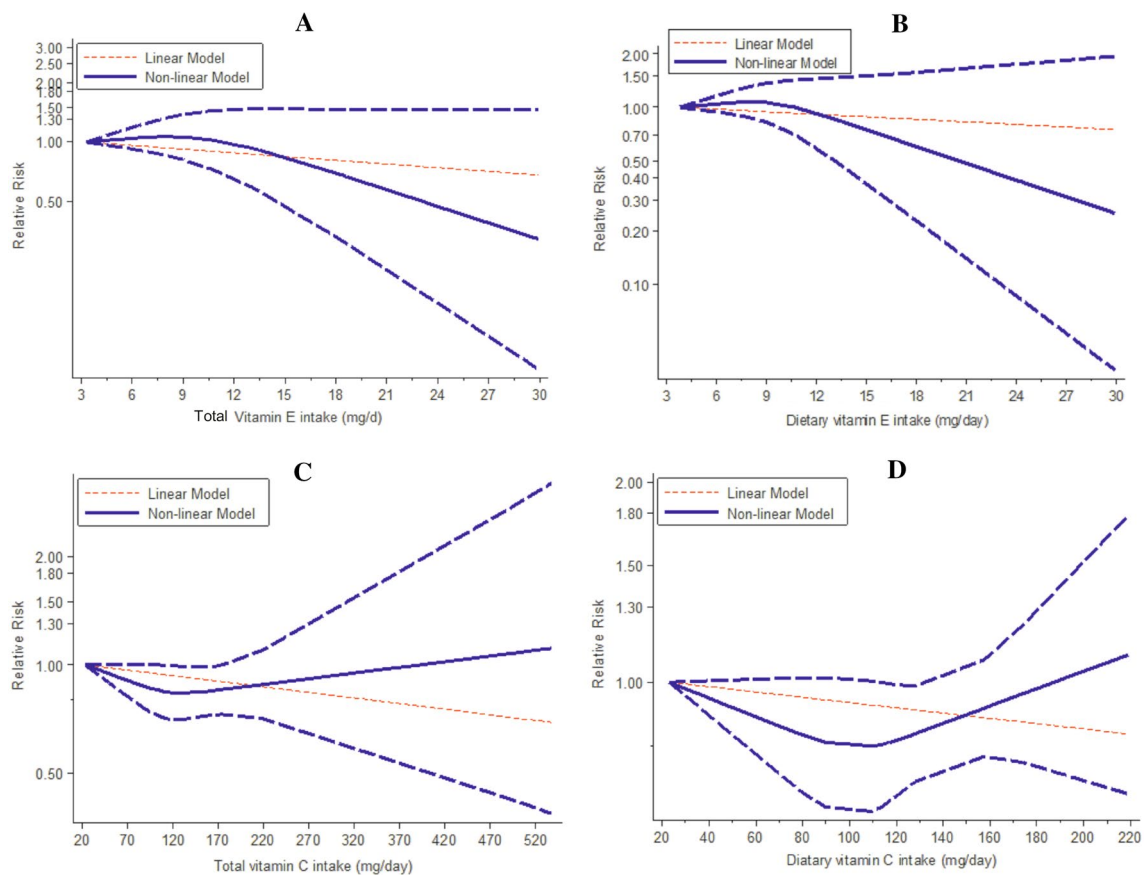 A
Linear Model
Non-linear Model
3.00
2.50
2.00
1.80
1.50
1.30
1.00
0.50
Relative Risk
3 6 9 12 15 18 21 24 27 30
Total Vitamin E intake (mg/d)
B
Linear Model
Non-linear Model
2.00
1.50
1.00
0.70
0.50
0.40
0.30
0.20
0.10
Relative Risk
3 6 9 12 15 18 21 24 27 30
Dietary vitamin E intake (mg/day)
C
Linear Model
Non-linear Model
2.00
1.80
1.50
1.30
1.00
0.50
Relative Risk
20 70 120 170 220 270 320 370 420 470 520
Total vitamin C intake (mg/day)
D
Linear Model
Non-linear Model
2.00
1.80
1.50
1.30
1.00
Relative Risk
20 40 60 80 100 120 140 160 180 200 220
Diatary vitamin C intake (mg/day)